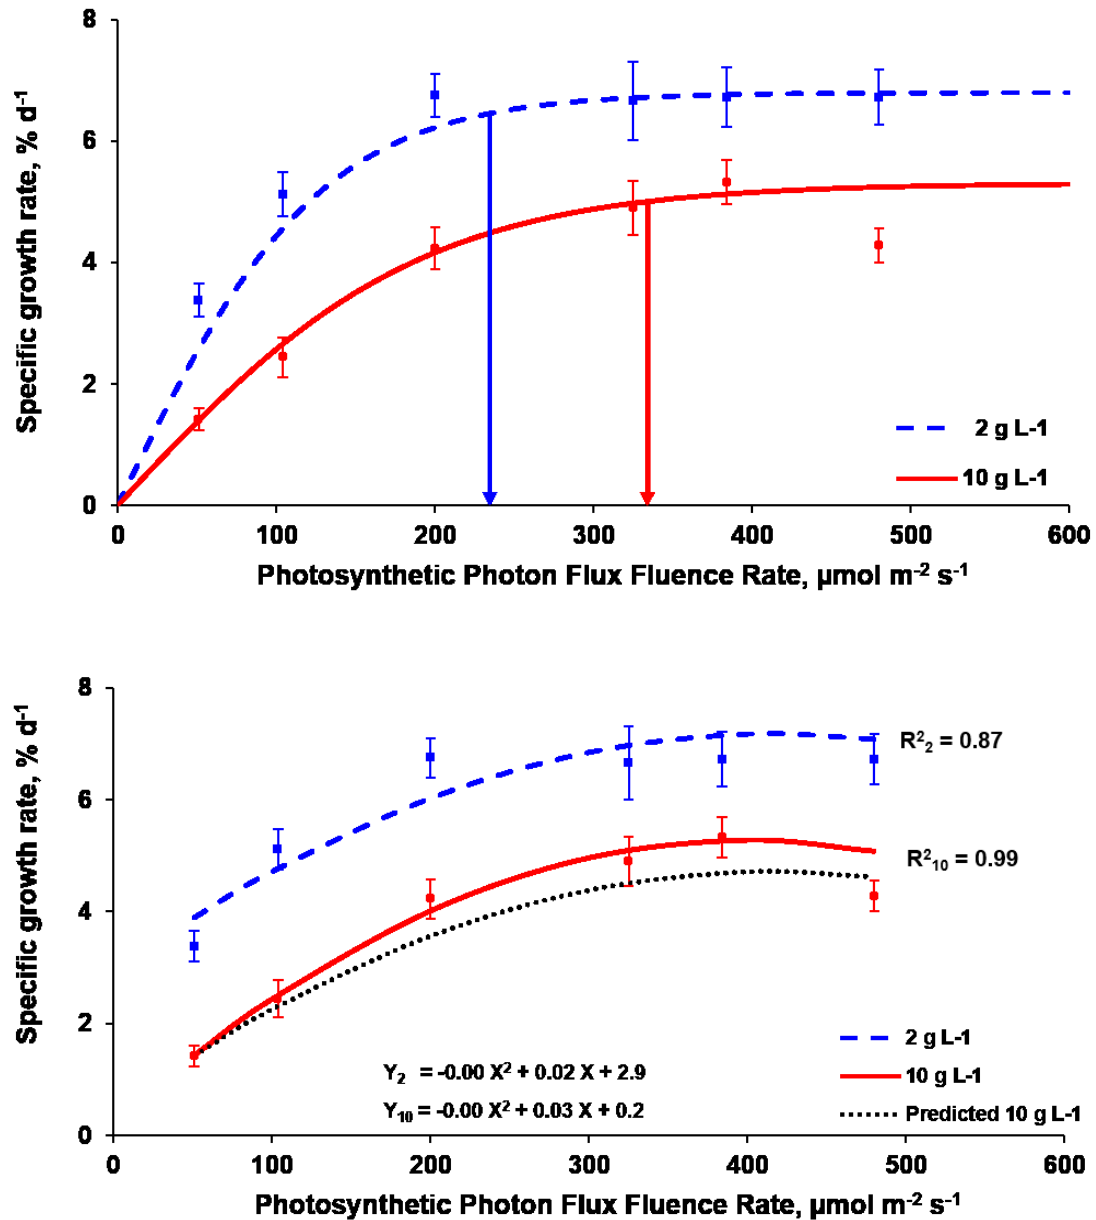 Specific growth rate, % d⁻¹
8
6
4
2
0
2 g L-1
10 g L-1
0 100 200 300 400 500 600
Photosynthetic Photon Flux Fluence Rate, µmol m⁻² s⁻¹
Specific growth rate, % d⁻¹
8
6
4
2
0
R²₂ = 0.87
R²₁₀ = 0.99
Y₂ = -0.00 X² + 0.02 X + 2.9
Y₁₀ = -0.00 X² + 0.03 X + 0.2
2 g L-1
10 g L-1
Predicted 10 g L-1
0 100 200 300 400 500 600
Photosynthetic Photon Flux Fluence Rate, µmol m⁻² s⁻¹